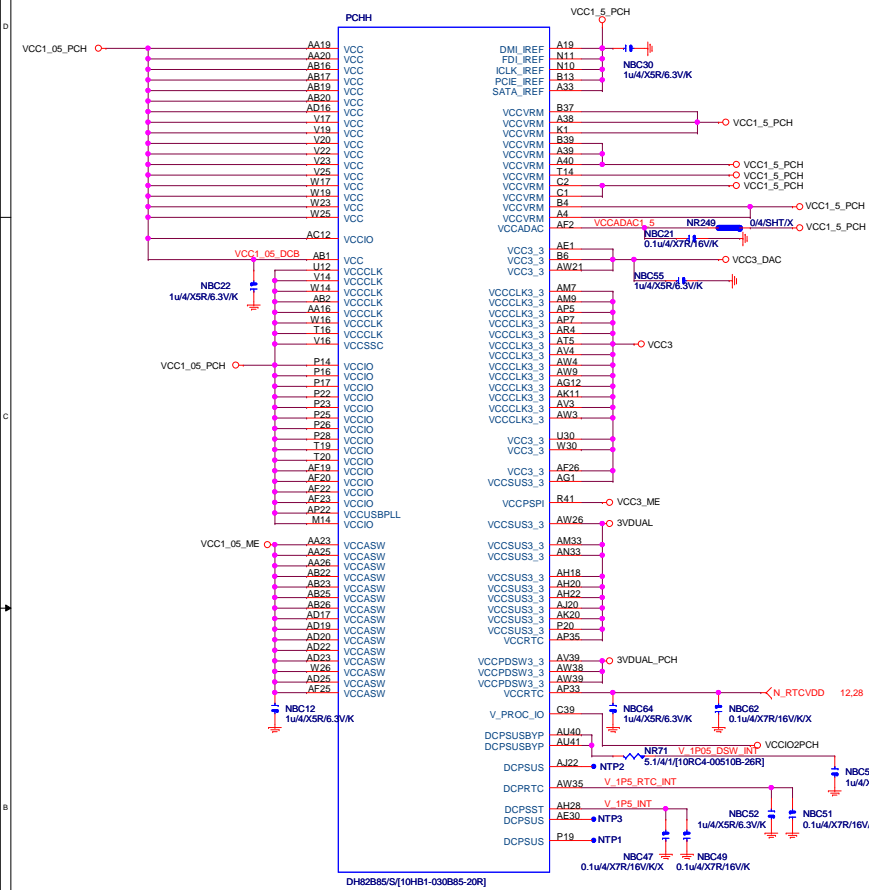 D
PCHH
VCC1_5_PCH
VCC1_05_PCH
AA19 VCC
AA20 VCC
AB16 VCC
AB17 VCC
AB19 VCC
AB20 VCC
AD16 VCC
V17 VCC
V19 VCC
V20 VCC
V22 VCC
V23 VCC
V25 VCC
W17 VCC
W19 VCC
W23 VCC
W25 VCC
AC12 VCCIO
VCC1_05_DCB
AB1 VCC
U12 VCCCLK
V14 VCCCLK
W14 VCCCLK
AB2 VCCCLK
AA16 VCCCLK
W16 VCCCLK
T16 VCCCLK
V16 VCCSSC
NBC22
1u/4/X5R/6.3V/K
VCC1_05_PCH
P14 VCCIO
P16 VCCIO
P17 VCCIO
P22 VCCIO
P23 VCCIO
P25 VCCIO
P26 VCCIO
P28 VCCIO
T19 VCCIO
T20 VCCIO
AF19 VCCIO
AF20 VCCIO
AF22 VCCIO
AF23 VCCIO
AP22 VCCUSBPLL
M14 VCCIO
C
VCC1_05_ME
AA23 VCCASW
AA25 VCCASW
AA26 VCCASW
AB22 VCCASW
AB23 VCCASW
AB25 VCCASW
AB26 VCCASW
AD17 VCCASW
AD19 VCCASW
AD20 VCCASW
AD22 VCCASW
AD23 VCCASW
W26 VCCASW
AD25 VCCASW
AF25 VCCASW
NBC12
1u/4/X5R/6.3V/K
B
DMI_IREF A19
FDI_IREF N11
ICLK_IREF N10
PCIE_IREF B13
SATA_IREF A33
NBC30
1u/4/X5R/6.3V/K
VCCVRM B37
VCCVRM A38
VCCVRM K1
VCC1_5_PCH
VCCVRM B39
VCCVRM A39
VCCVRM A40
VCC1_5_PCH
VCCVRM T14
VCC1_5_PCH
VCCVRM C2
VCC1_5_PCH
VCCVRM C1
VCCVRM B4
VCC1_5_PCH
VCCVRM A4
VCCADAC AF2
VCCADAC1_5
NR249 0/4/SHT/X
VCC1_5_PCH
NBC21
0.1u/4/X7R/16V/K
VCC3_3 AE1
VCC3_3 B6
VCC3_3 AW21
VCC3_DAC
NBC55
1u/4/X5R/6.3V/K
VCCCLK3_3 AM7
VCCCLK3_3 AM9
VCCCLK3_3 AP5
VCCCLK3_3 AP7
VCCCLK3_3 AR4
VCCCLK3_3 AT5
VCC3
VCCCLK3_3 AV4
VCCCLK3_3 AW4
VCCCLK3_3 AW9
VCCCLK3_3 AG12
VCCCLK3_3 AK11
VCCCLK3_3 AV3
VCCCLK3_3 AW3
VCC3_3 U30
VCC3_3 W30
VCC3_3 AF26
VCCSUS3_3 AG1
VCCPSPI R41
VCC3_ME
VCCSUS3_3 AW26
3VDUAL
VCCSUS3_3 AM33
VCCSUS3_3 AN33
VCCSUS3_3 AH18
VCCSUS3_3 AH20
VCCSUS3_3 AH22
VCCSUS3_3 AJ20
VCCSUS3_3 AK20
VCCSUS3_3 P20
VCCRTC AP35
VCCPDSW3_3 AV39
3VDUAL_PCH
VCCPDSW3_3 AW38
VCCPDSW3_3 AW39
VCCRTC AP33
N_RTCVDD 12,28
NBC64
1u/4/X5R/6.3V/K
NBC62
0.1u/4/X7R/16V/K/X
V_PROC_IO C39
VCCIO2PCH
DCPSUSBYP AU40
DCPSUSBYP AU41
NR71 V_1P05_DSW_INT
5.1/4/1/[10RC4-00510B-26R]
NBC5
1u/4/X
DCPSUS AJ22
NTP2
DCPRTC AW35
V_1P5_RTC_INT
NBC52
1u/4/X5R/6.3V/K
NBC51
0.1u/4/X7R/16V/
DCPSST AH28
V_1P5_INT
DCPSUS AE30
NTP3
DCPSUS P19
NTP1
NBC47
0.1u/4/X7R/16V/K/X
NBC49
0.1u/4/X7R/16V/K
DH82B85/S/[10HB1-030B85-20R]